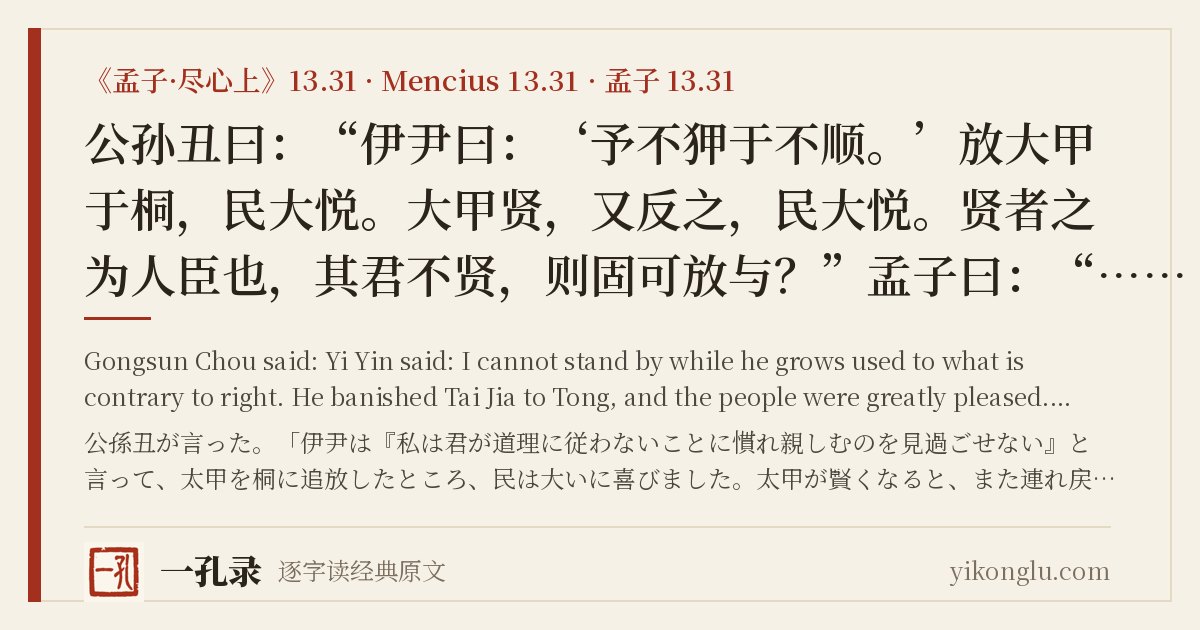 《孟子·尽心上》13.31 · Mencius 13.31 · 孟子 13.31
公孙丑曰：“伊尹曰：‘予不狎于不顺。’放大甲
于桐，民大悦。大甲贤，又反之，民大悦。贤者之
为人臣也，其君不贤，则固可放与？”孟子曰：“……
Gongsun Chou said: Yi Yin said: I cannot stand by while he grows used to what is
contrary to right. He banished Tai Jia to Tong, and the people were greatly pleased....
公孫丑が言った。「伊尹は『私は君が道理に従わないことに慣れ親しむのを見過ごせない』と
言って、太甲を桐に追放したところ、民は大いに喜びました。太甲が賢くなると、また連れ戻…
一孔
一孔录 逐字读经典原文
yikonglu.com